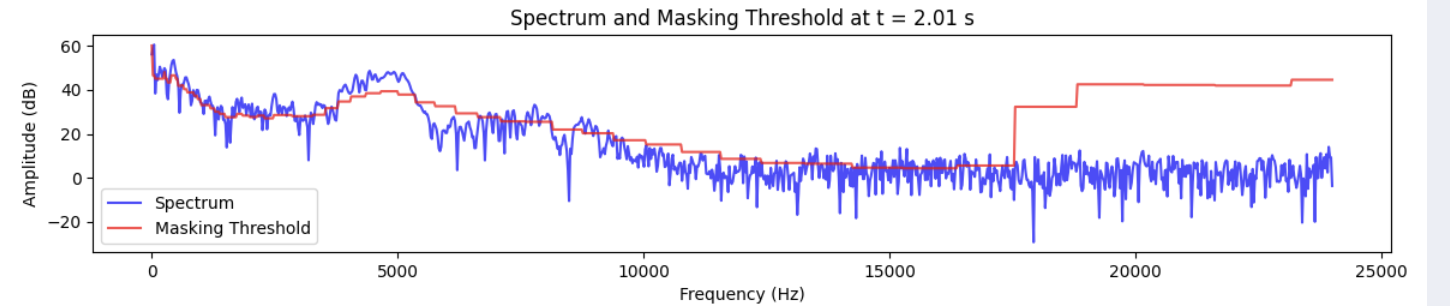 Spectrum and Masking Threshold at t = 2.01 s
Amplitude (dB)
60
40
20
0
−20
Spectrum
Masking Threshold
0 5000 10000 15000 20000 25000
Frequency (Hz)